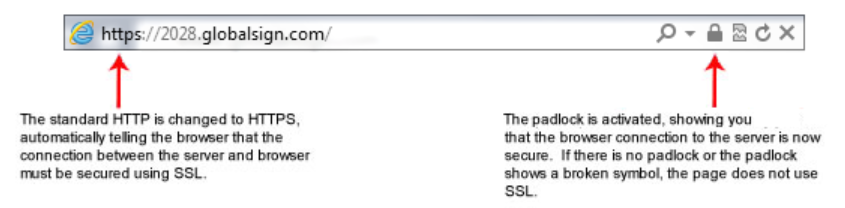 https://2028.globalsign.com/
The standard HTTP is changed to HTTPS,
automatically telling the browser that the
connection between the server and browser
must be secured using SSL.
The padlock is activated, showing you
that the browser connection to the server is now
secure. If there is no padlock or the padlock
shows a broken symbol, the page does not use
SSL.